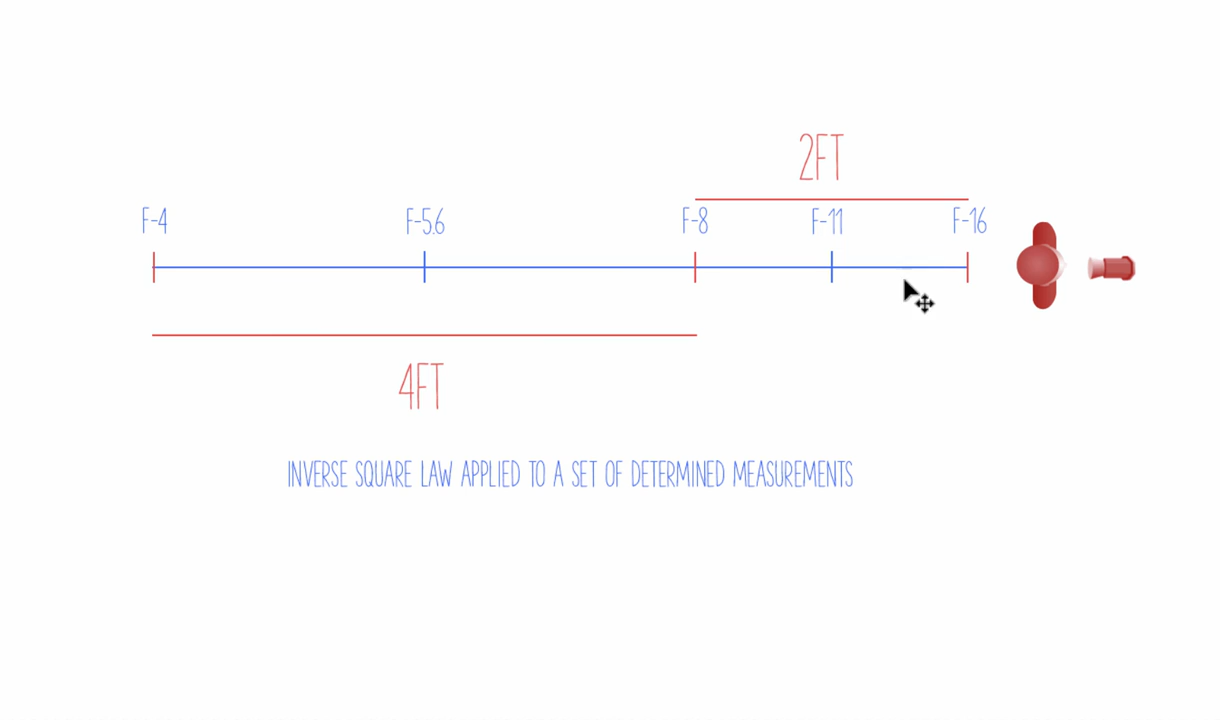 2FT
F-4 F-5.6 F-8 F-11 F-16
4FT
INVERSE SQUARE LAW APPLIED TO A SET OF DETERMINED MEASUREMENTS